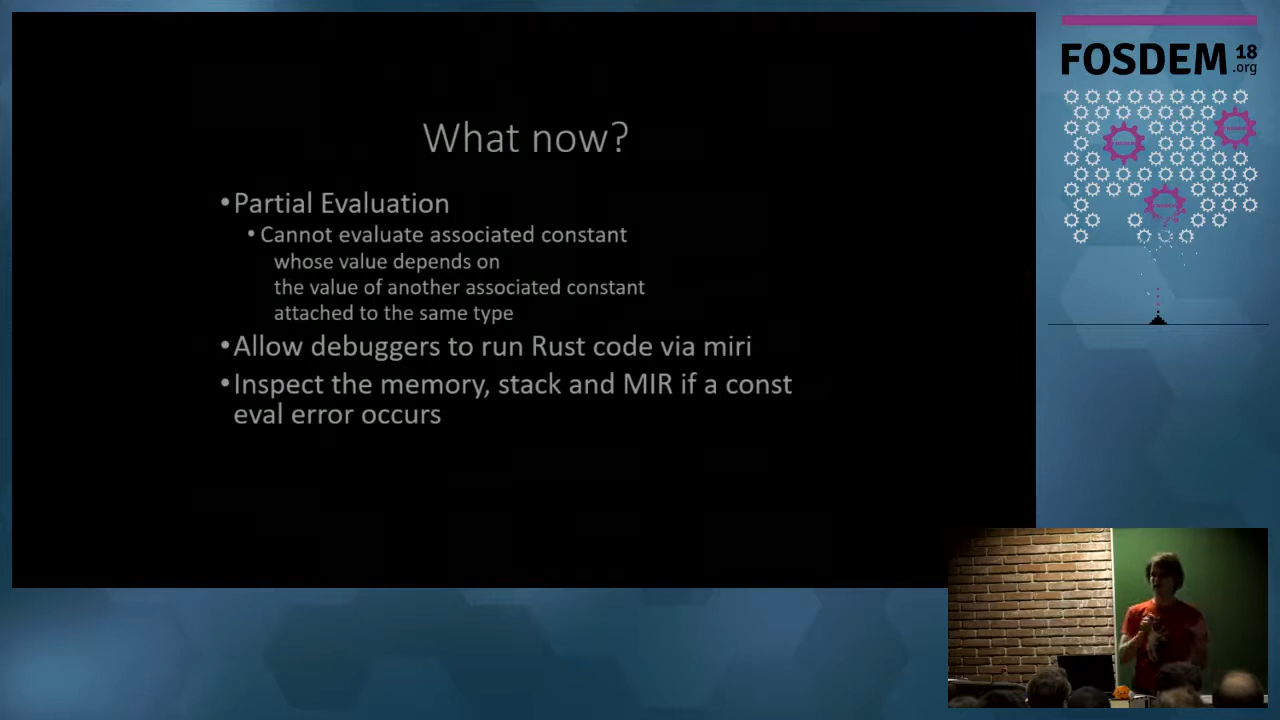 What now?
•Partial Evaluation
•Cannot evaluate associated constant
whose value depends on
the value of another associated constant
attached to the same type
•Allow debuggers to run Rust code via miri
•Inspect the memory, stack and MIR if a const
eval error occurs
FOSDEM 18
.org